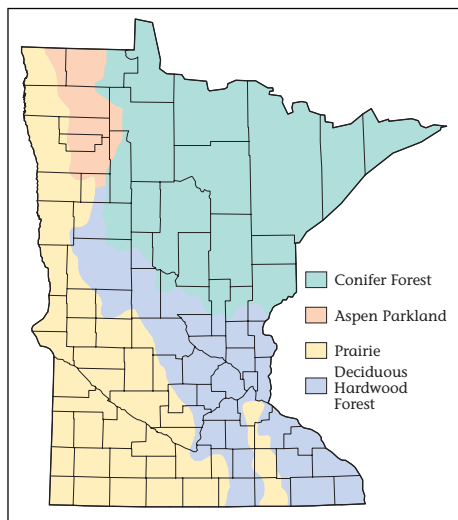 Conifer Forest
Aspen Parkland
Prairie
Deciduous
Hardwood
Forest